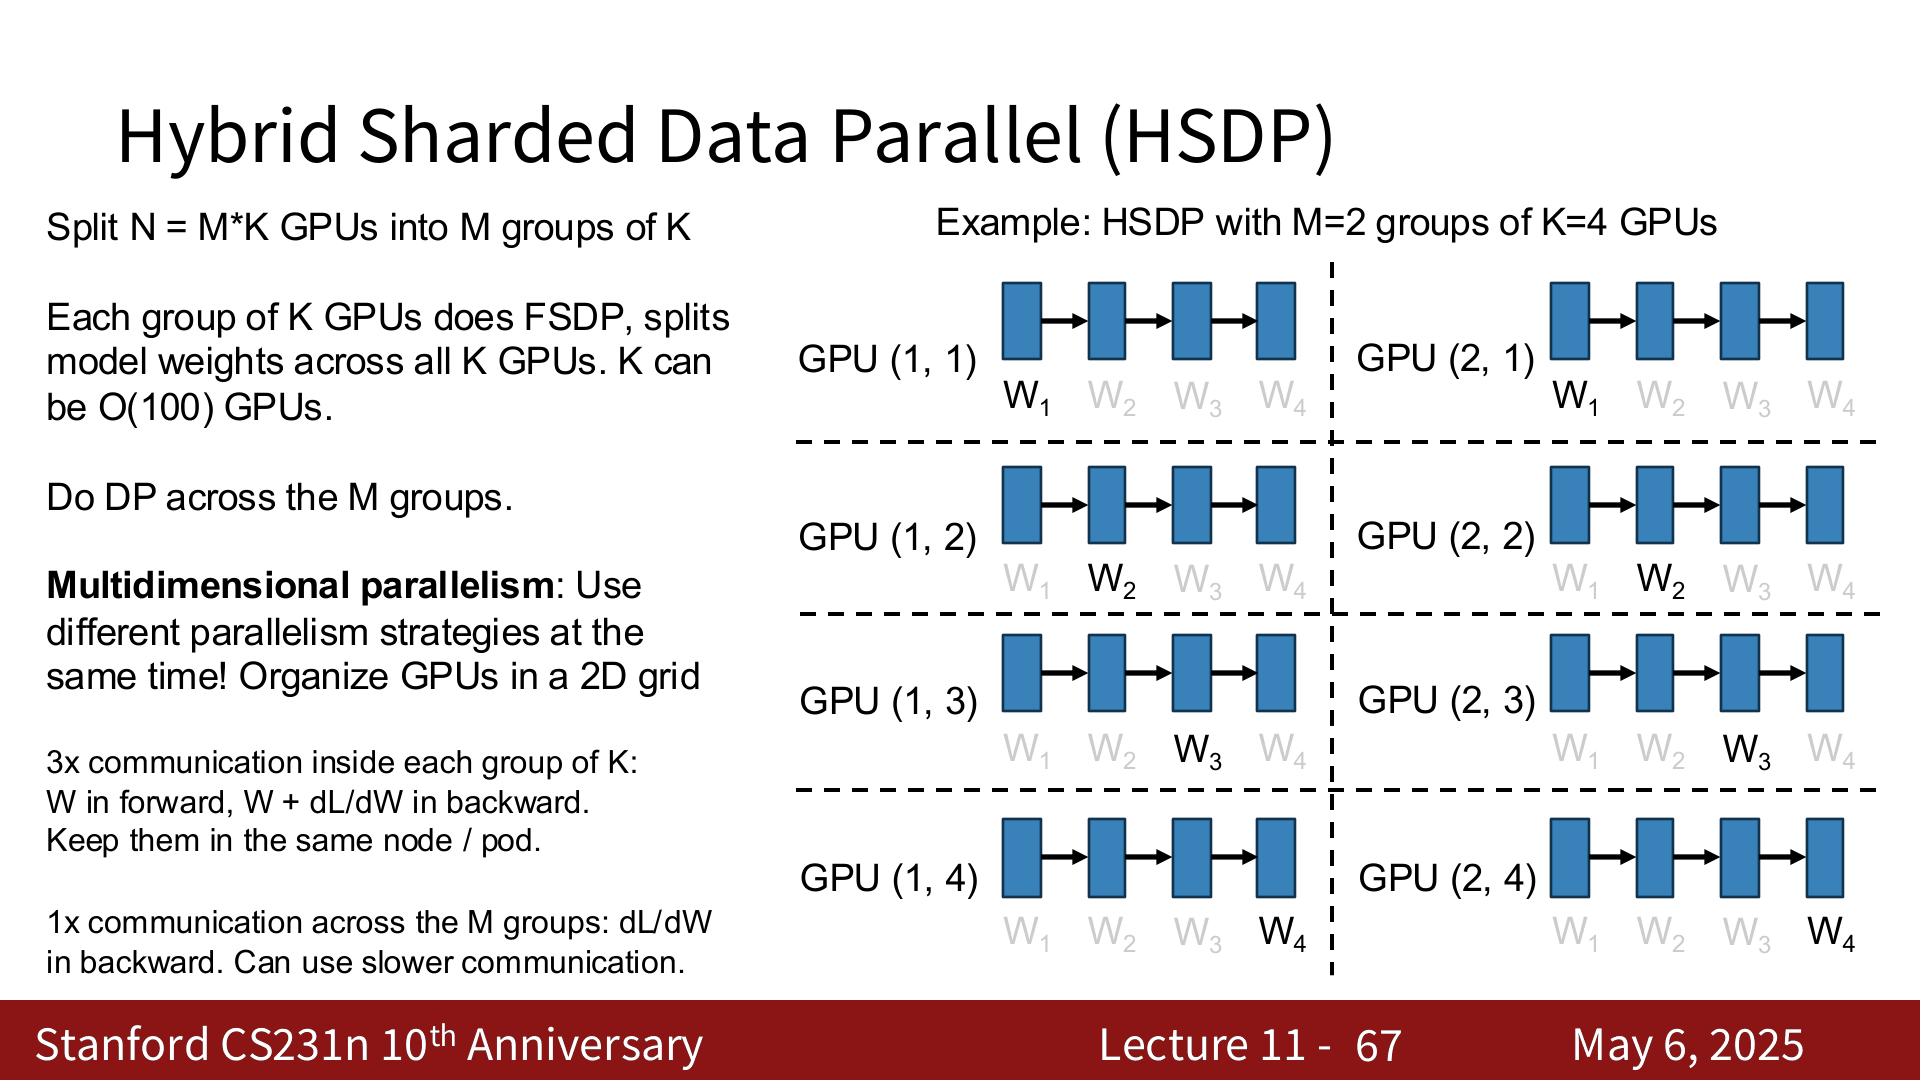 Hybrid Sharded Data Parallel (HSDP)
Split N = M*K GPUs into M groups of K
Each group of K GPUs does FSDP, splits
model weights across all K GPUs. K can
be O(100) GPUs.
Do DP across the M groups.
Multidimensional parallelism: Use
different parallelism strategies at the
same time! Organize GPUs in a 2D grid
3x communication inside each group of K:
W in forward, W + dL/dW in backward.
Keep them in the same node / pod.
1x communication across the M groups: dL/dW
in backward. Can use slower communication.
Example: HSDP with M=2 groups of K=4 GPUs
GPU (1, 1)
W1 W2 W3 W4
GPU (2, 1)
W1 W2 W3 W4
GPU (1, 2)
W1 W2 W3 W4
GPU (2, 2)
W1 W2 W3 W4
GPU (1, 3)
W1 W2 W3 W4
GPU (2, 3)
W1 W2 W3 W4
GPU (1, 4)
W1 W2 W3 W4
GPU (2, 4)
W1 W2 W3 W4
Stanford CS231n 10th Anniversary
Lecture 11 - 67
May 6, 2025